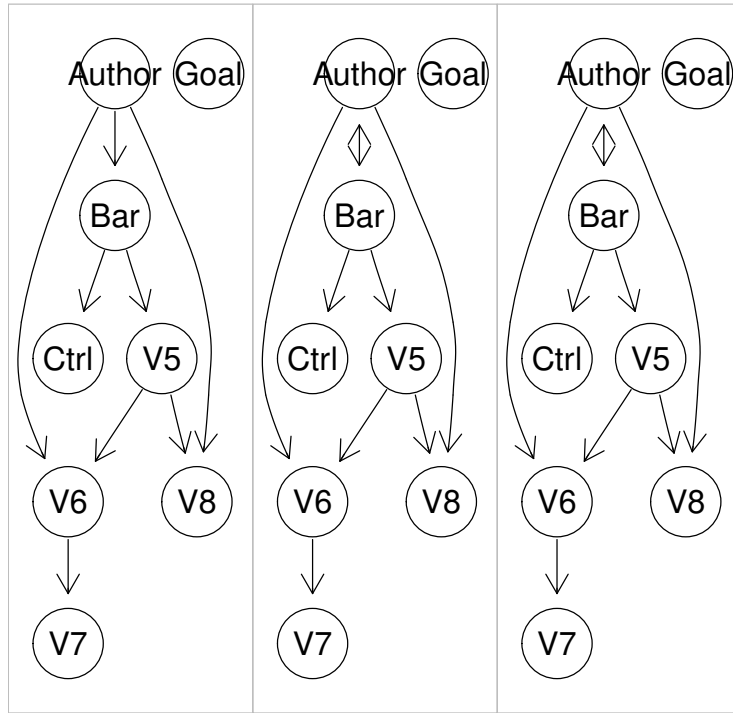 Author Goal Author Goal Author Goal
Bar Bar Bar
Ctrl V5 Ctrl V5 Ctrl V5
V6 V8 V6 V8 V6 V8
V7 V7 V7